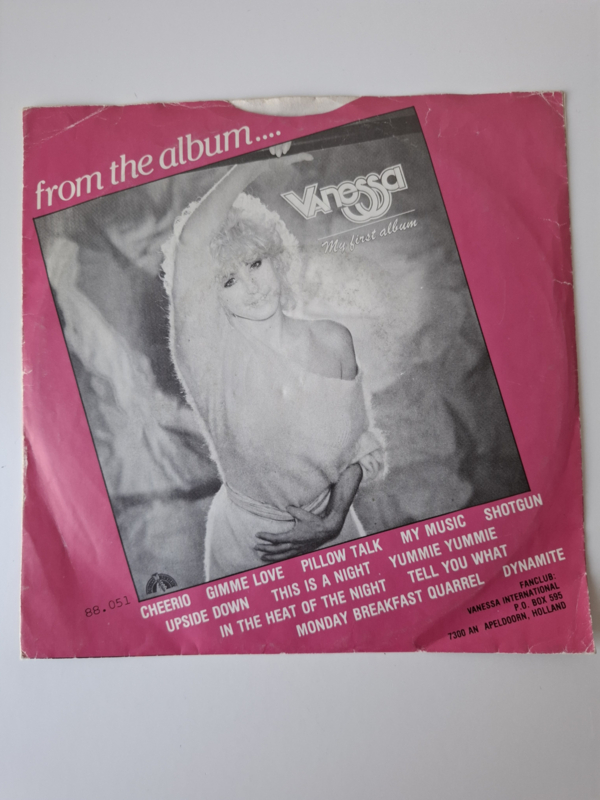 from the album....
Vanessa
My first album
88.051
CHEERIO GIMME LOVE PILLOW TALK MY MUSIC SHOTGUN
UPSIDE DOWN THIS IS A NIGHT YUMMIE YUMMIE
IN THE HEAT OF THE NIGHT TELL YOU WHAT
MONDAY BREAKFAST QUARREL DYNAMITE
FANCLUB:
VANESSA INTERNATIONAL
P.O. BOX 595
7300 AN APELDOORN, HOLLAND